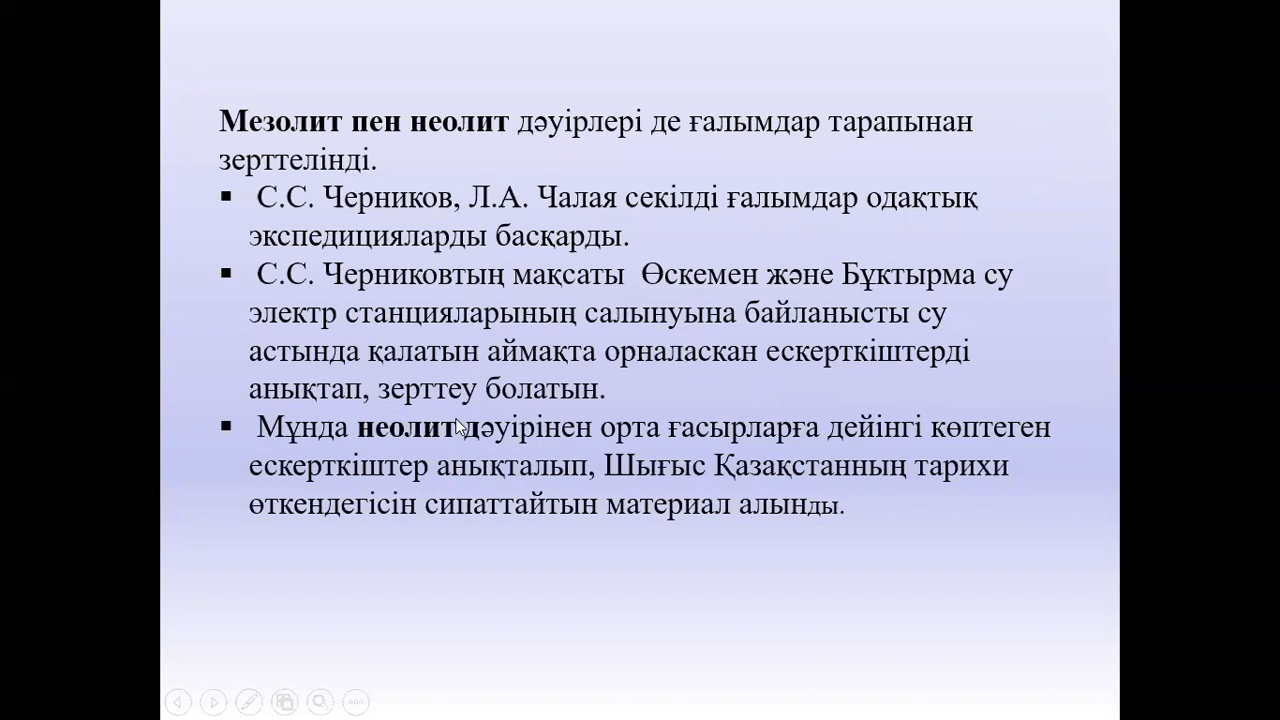 Мезолит пен неолит дәуірлері де ғалымдар тарапынан
зерттелінді.
▪ С.С. Черников, Л.А. Чалая секілді ғалымдар одақтық
экспедицияларды басқарды.
▪ С.С. Черниковтың мақсаты Өскемен және Бұктырма су
электр станцияларының салынуына байланысты су
астында қалатын аймақта орналаскан ескерткіштерді
анықтап, зерттеу болатын.
▪ Мұнда неолит дәуірінен орта ғасырларға дейінгі көптеген
ескерткіштер анықталып, Шығыс Қазақстанның тарихи
өткендегісін сипаттайтын материал алынды.